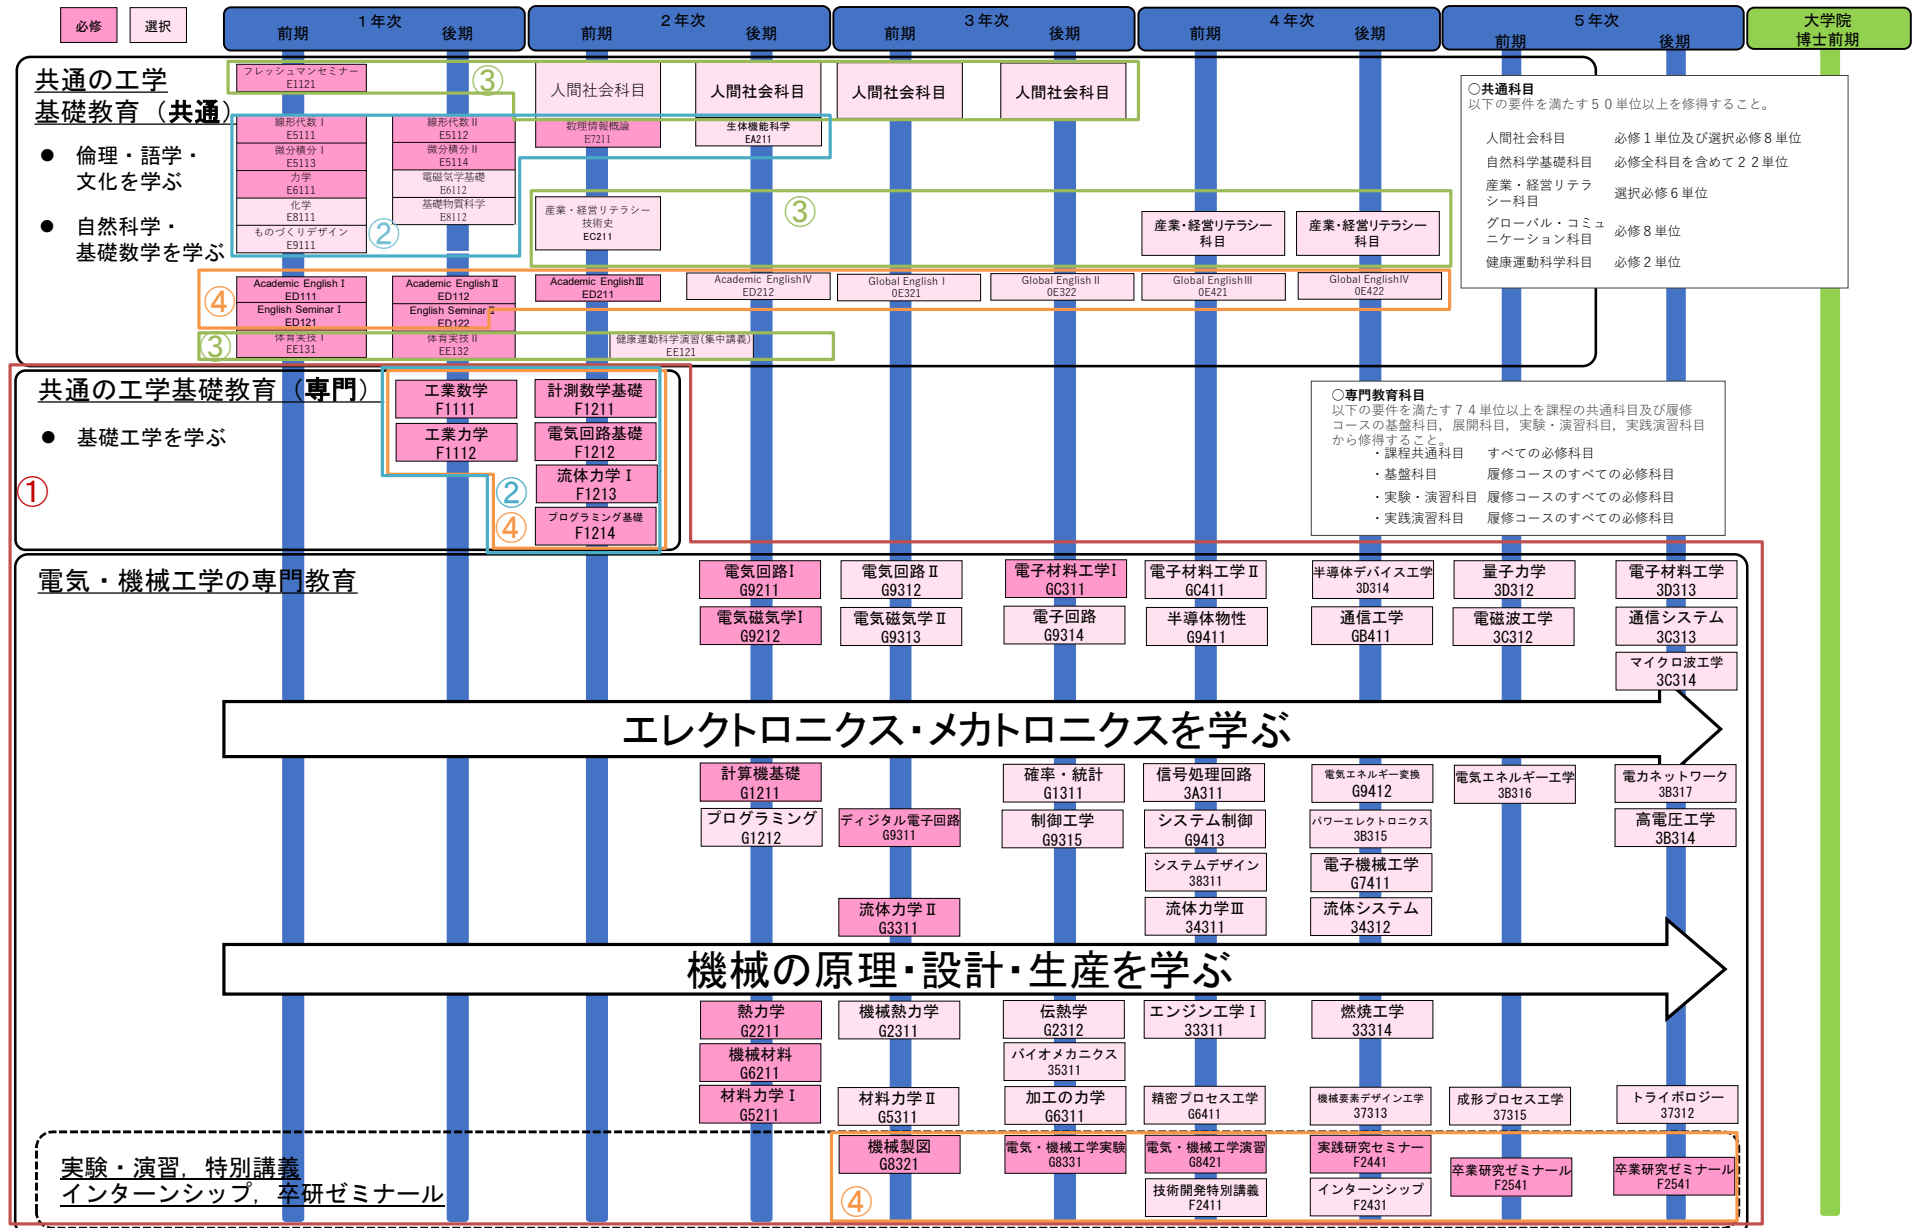 必修
選択
１年次
前期
後期
２年次
前期
後期
３年次
前期
後期
４年次
前期
後期
５年次
前期
後期
大学院
博士前期
共通の工学
基礎教育（共通）
● 倫理・語学・
文化を学ぶ
● 自然科学・
基礎数学を学ぶ
フレッシュマンセミナー
E1121
③
人間社会科目
人間社会科目
人間社会科目
人間社会科目
線形代数Ⅰ
E5111
微分積分Ⅰ
E5113
力学
E6111
化学
E8111
ものづくりデザイン
E9111
②
線形代数Ⅱ
E5112
微分積分Ⅱ
E5114
電磁気学基礎
E6112
基礎物質科学
E8112
数理情報概論
E7211
生体機能科学
EA211
産業・経営リテラシー
技術史
EC211
③
産業・経営リテラシー
科目
産業・経営リテラシー
科目
④
Academic English Ⅰ
ED111
English Seminar Ⅰ
ED121
Academic English Ⅱ
ED112
English Seminar Ⅱ
ED122
Academic EnglishⅢ
ED211
Academic EnglishⅣ
ED212
Global English Ⅰ
0E321
Global English Ⅱ
0E322
Global EnglishⅢ
0E421
Global EnglishⅣ
0E422
③
体育実技Ⅰ
EE131
体育実技Ⅱ
EE132
健康運動科学演習(集中講義)
EE121
○共通科目
以下の要件を満たす５０単位以上を修得すること。
人間社会科目 必修１単位及び選択必修８単位
自然科学基礎科目 必修全科目を含めて２２単位
産業・経営リテラ
シー科目 選択必修６単位
グローバル・コミュ
ニケーション科目 必修８単位
健康運動科学科目 必修２単位
共通の工学基礎教育（専門）
● 基礎工学を学ぶ
①
工業数学
F1111
工業力学
F1112
計測数学基礎
F1211
電気回路基礎
F1212
流体力学Ⅰ
F1213
プログラミング基礎
F1214
②
④
○専門教育科目
以下の要件を満たす７４単位以上を課程の共通科目及び履修
コースの基盤科目，展開科目，実験・演習科目，実践演習科目
から修得すること。
・課程共通科目 すべての必修科目
・基盤科目 履修コースのすべての必修科目
・実験・演習科目 履修コースのすべての必修科目
・実践演習科目 履修コースのすべての必修科目
電気・機械工学の専門教育
電気回路Ⅰ
G9211
電気回路Ⅱ
G9312
電子材料工学Ⅰ
GC311
電子材料工学Ⅱ
GC411
半導体デバイス工学
3D314
量子力学
3D312
電子材料工学
3D313
電気磁気学Ⅰ
G9212
電気磁気学Ⅱ
G9313
電子回路
G9314
半導体物性
G9411
通信工学
GB411
電磁波工学
3C312
通信システム
3C313
マイクロ波工学
3C314
エレクトロニクス・メカトロニクスを学ぶ
計算機基礎
G1211
確率・統計
G1311
信号処理回路
3A311
電気エネルギー変換
G9412
電気エネルギー工学
3B316
電力ネットワーク
3B317
プログラミング
G1212
ディジタル電子回路
G9311
制御工学
G9315
システム制御
G9413
パワーエレクトロニクス
3B315
高電圧工学
3B314
システムデザイン
38311
電子機械工学
G7411
流体力学Ⅱ
G3311
流体力学Ⅲ
34311
流体システム
34312
機械の原理・設計・生産を学ぶ
熱力学
G2211
機械熱力学
G2311
伝熱学
G2312
エンジン工学Ⅰ
33311
燃焼工学
33314
機械材料
G6211
バイオメカニクス
35311
材料力学Ⅰ
G5211
材料力学Ⅱ
G5311
加工の力学
G6311
精密プロセス工学
G6411
機械要素デザイン工学
37313
成形プロセス工学
37315
トライボロジー
37312
実験・演習，特別講義
インターンシップ，卒研ゼミナール
④
機械製図
G8321
電気・機械工学実験
G8331
電気・機械工学演習
G8421
実践研究セミナー
F2441
卒業研究ゼミナール
F2541
卒業研究ゼミナール
F2541
技術開発特別講義
F2411
インターンシップ
F2431